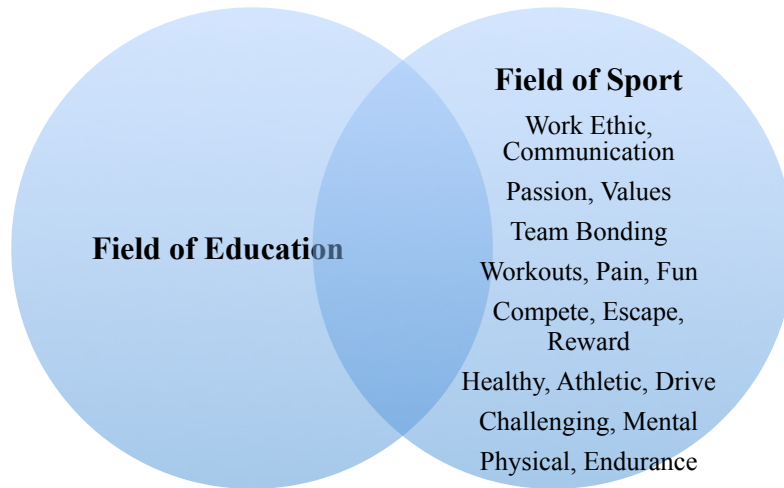 Field of Education
Field of Sport
Work Ethic,
Communication
Passion, Values
Team Bonding
Workouts, Pain, Fun
Compete, Escape,
Reward
Healthy, Athletic, Drive
Challenging, Mental
Physical, Endurance